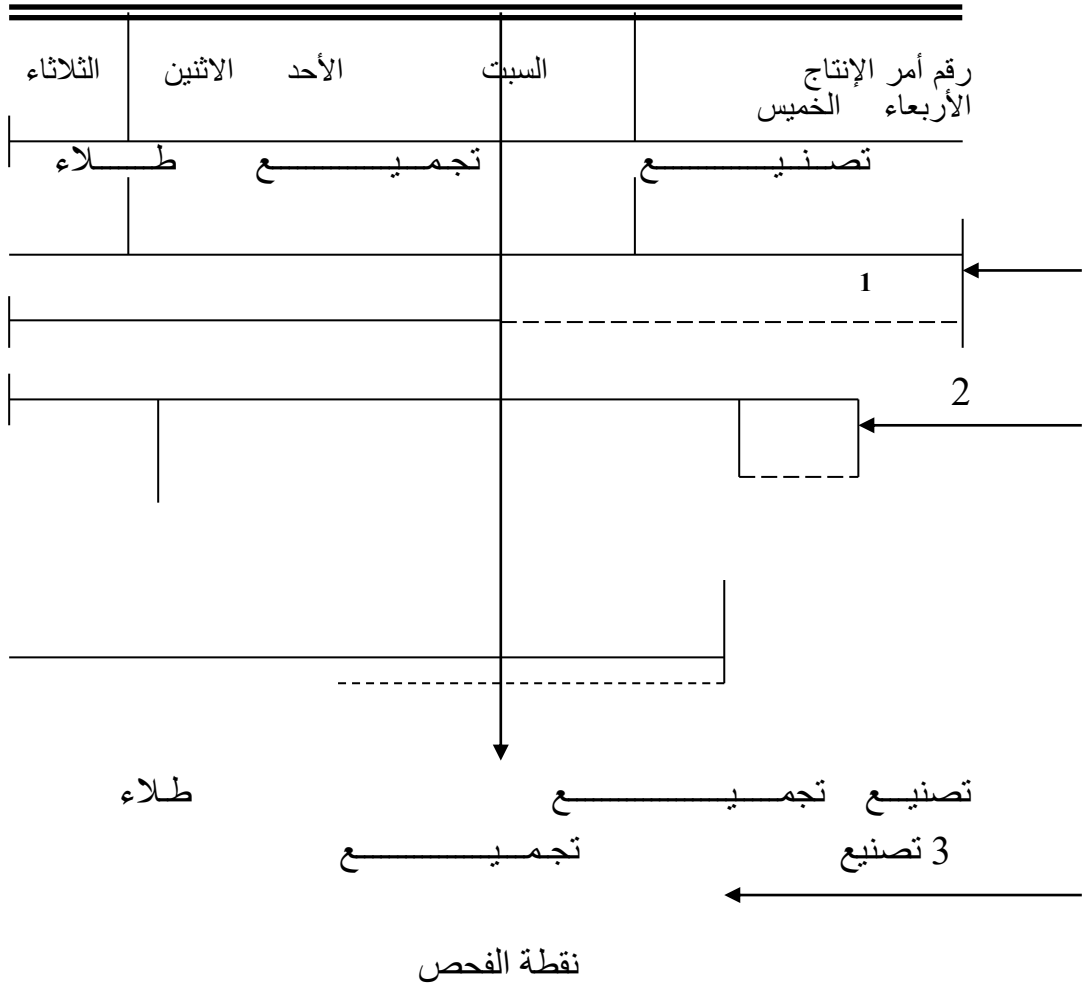 رقم أمر الإنتاج السبت الأحد الاثنين الثلاثاء
الأربعاء الخميس
تصنيع تجميع طلاء
1
2
تصنيع تجميع طلاء
3 تصنيع تجميع
نقطة الفحص